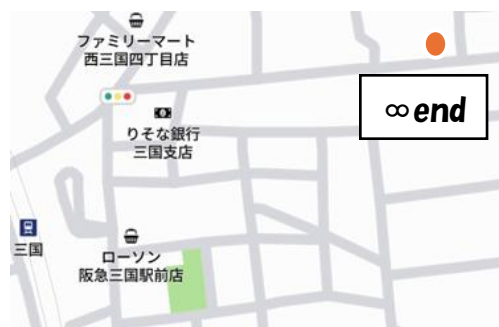 ファミリーマート
西三国四丁目店
∞end
りそな銀行
三国支店
三国
ローソン
阪急三国駅前店